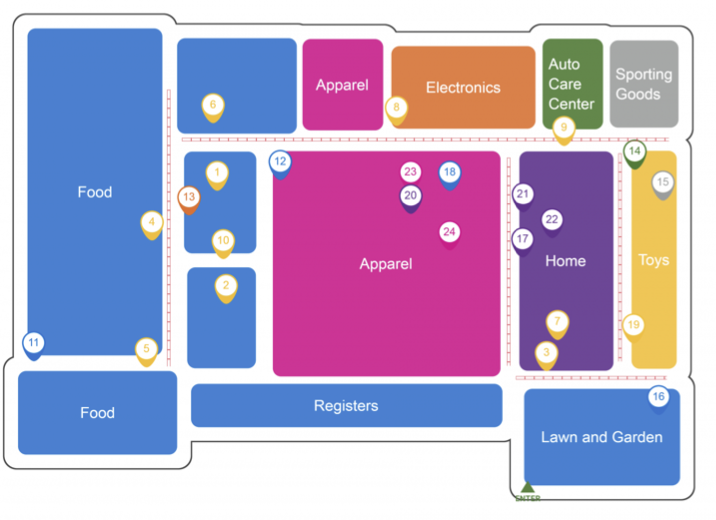 Food
Apparel
Electronics
Auto
Care
Center
Sporting
Goods
6
8
9
12
1
23
18
14
15
13
20
21
4
22
10
24
17
Apparel
Home
Toys
2
7
19
11
5
3
Food
Registers
16
Lawn and Garden
ENTER